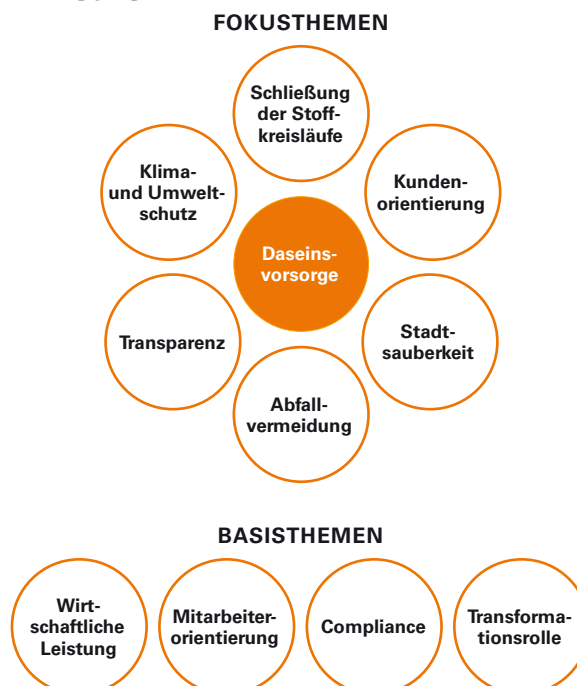 FOKUSTHEMEN
Schließung
der Stoff-
kreisläufe
Klima-
und Umwelt-
schutz
Kunden-
orientierung
Daseins-
vorsorge
Transparenz
Stadt-
sauberkeit
Abfall-
vermeidung
BASISTHEMEN
Wirt-
schaftliche
Leistung
Mitarbeiter-
orientierung
Compliance
Transforma-
tionsrolle